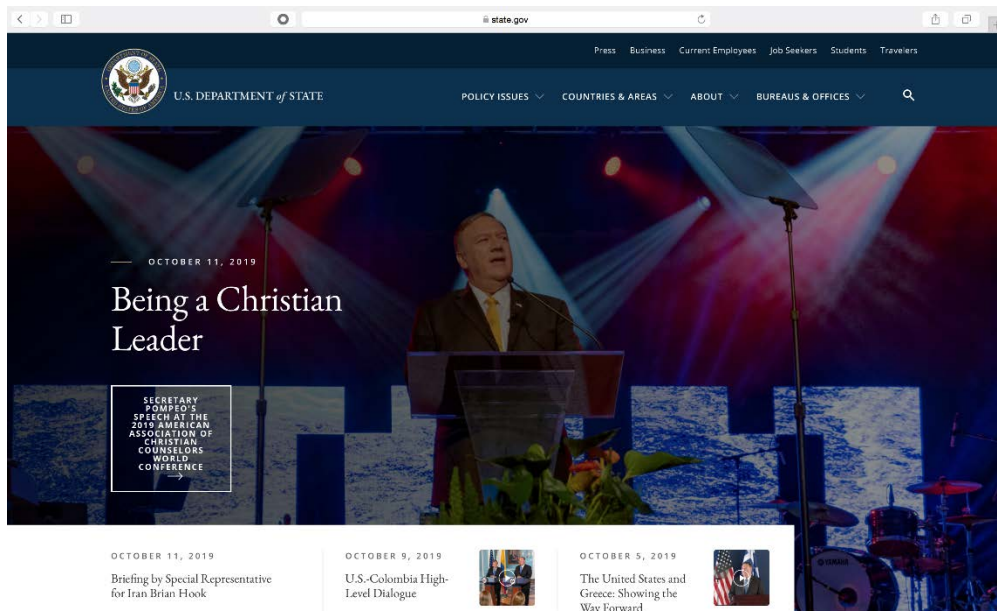 state.gov
Press Business Current Employees Job Seekers Students Travelers
U.S. DEPARTMENT of STATE
POLICY ISSUES COUNTRIES & AREAS ABOUT BUREAUS & OFFICES
OCTOBER 11, 2019
Being a Christian
Leader
SECRETARY
POMPEO'S
SPEECH AT THE
2019 AMERICAN
ASSOCIATION OF
CHRISTIAN
COUNSELORS
WORLD
CONFERENCE
YAMAHA
OCTOBER 11, 2019
Briefing by Special Representative
for Iran Brian Hook
OCTOBER 9, 2019
U.S.-Colombia High-
Level Dialogue
OCTOBER 5, 2019
The United States and
Greece: Showing the
Way Forward